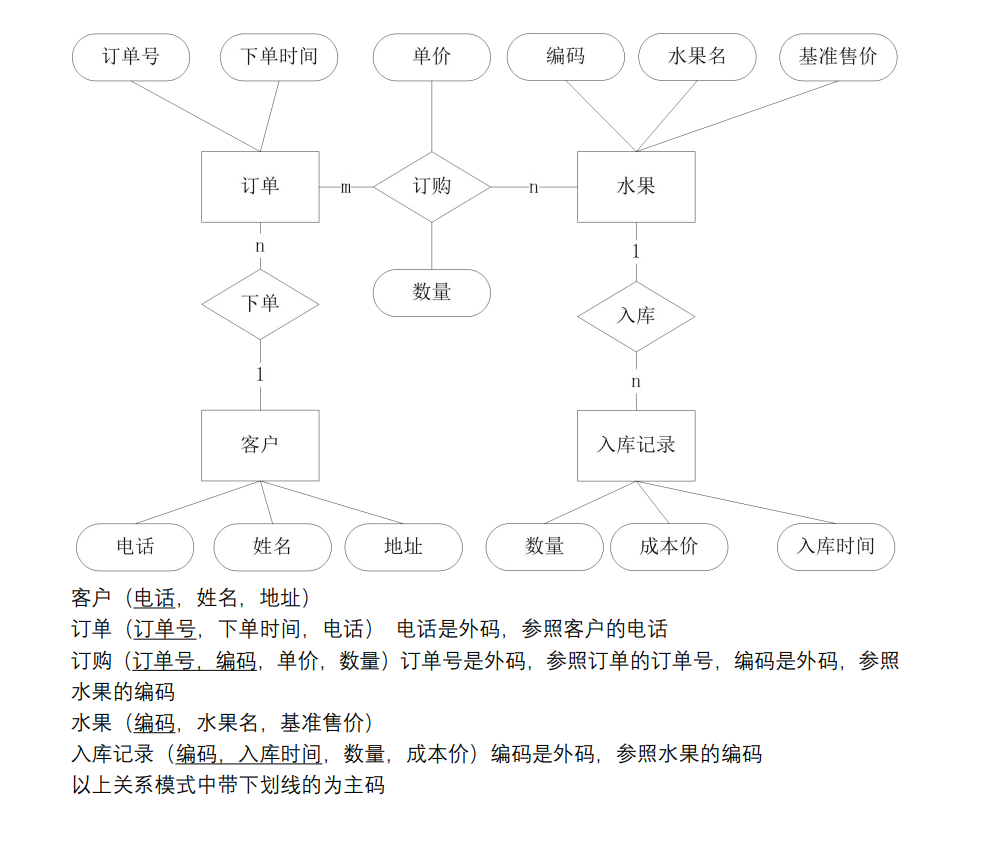 订单号
下单时间
单价
编码
水果名
基准售价
订单
m
订购
n
水果
n
1
下单
数量
入库
1
n
客户
入库记录
电话
姓名
地址
数量
成本价
入库时间
客户（电话，姓名，地址）
订单（订单号，下单时间，电话） 电话是外码，参照客户的电话
订购（订单号，编码，单价，数量）订单号是外码，参照订单的订单号，编码是外码，参照
水果的编码
水果（编码，水果名，基准售价）
入库记录（编码，入库时间，数量，成本价）编码是外码，参照水果的编码
以上关系模式中带下划线的为主码